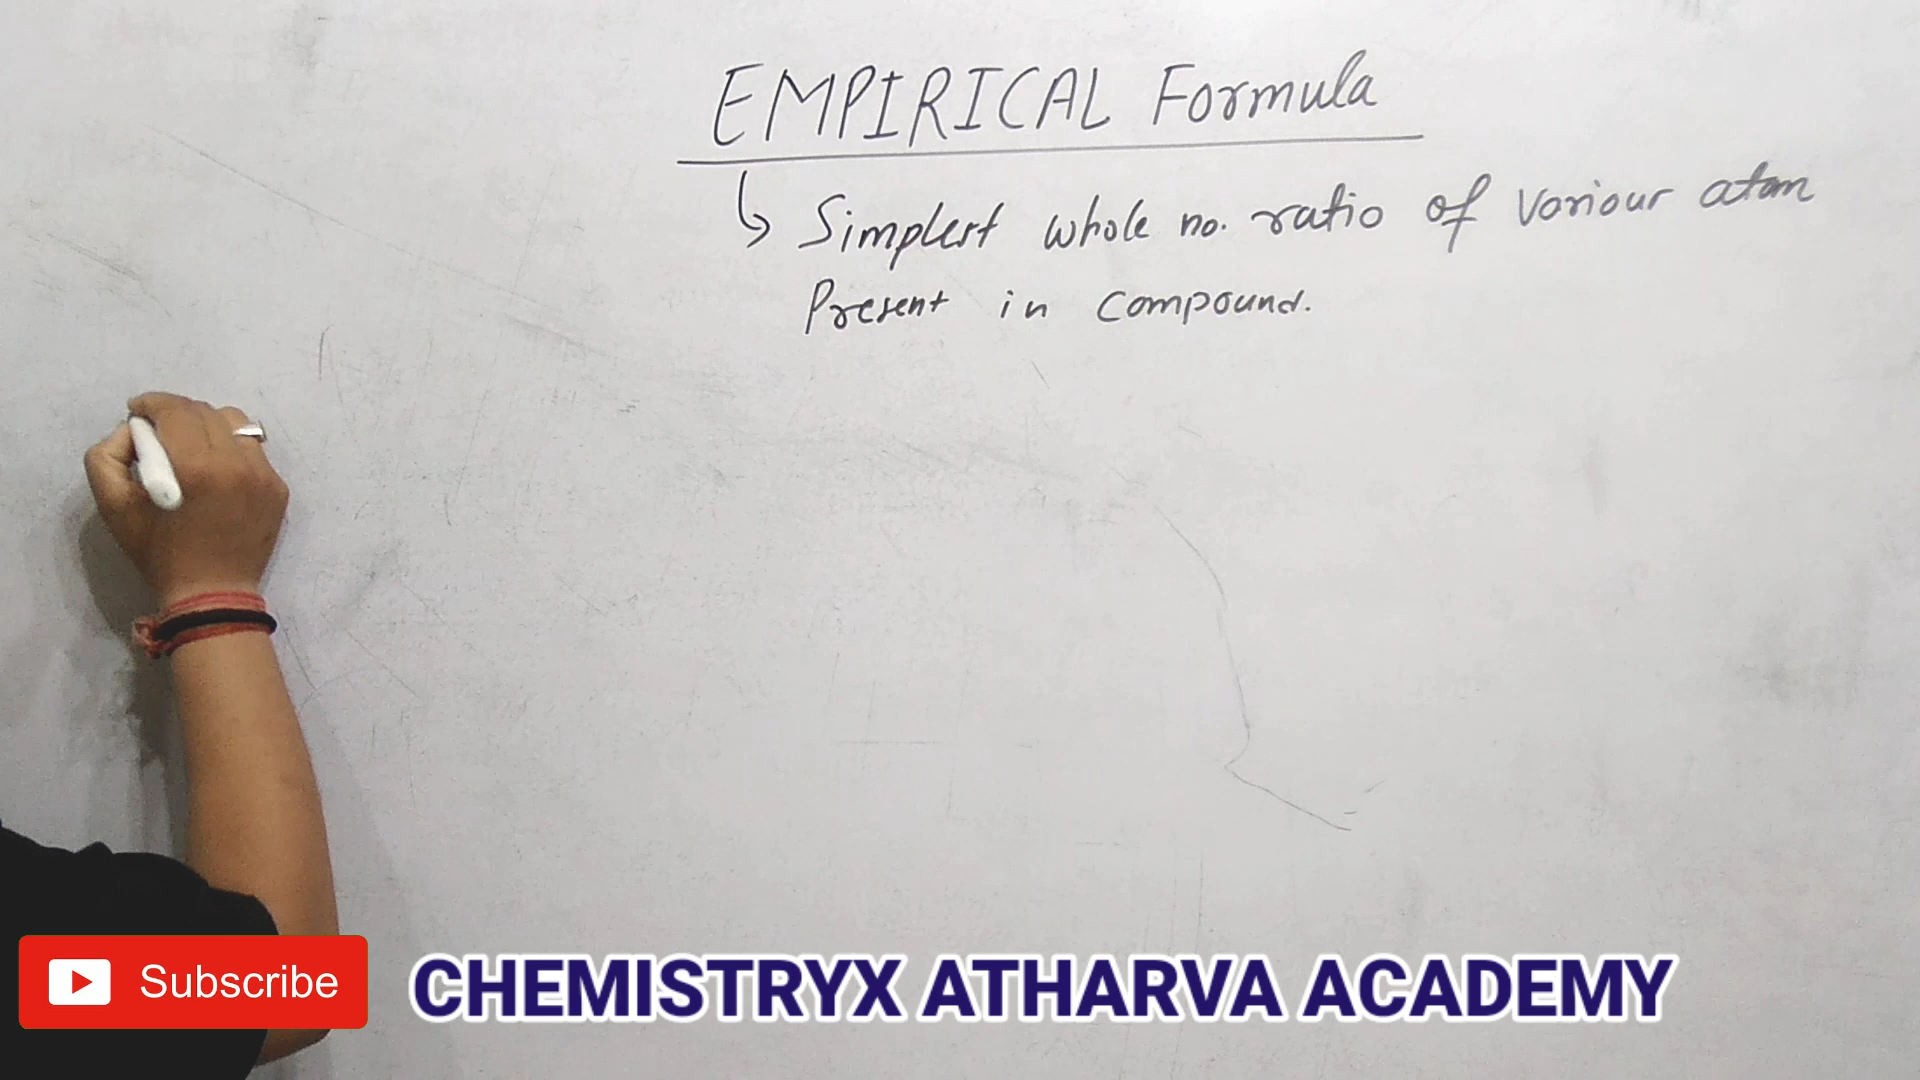 EMPIRICAL Formula
↳ Simplest whole no. ratio of various atom
Present in compound.
Subscribe
CHEMISTRYX ATHARVA ACADEMY